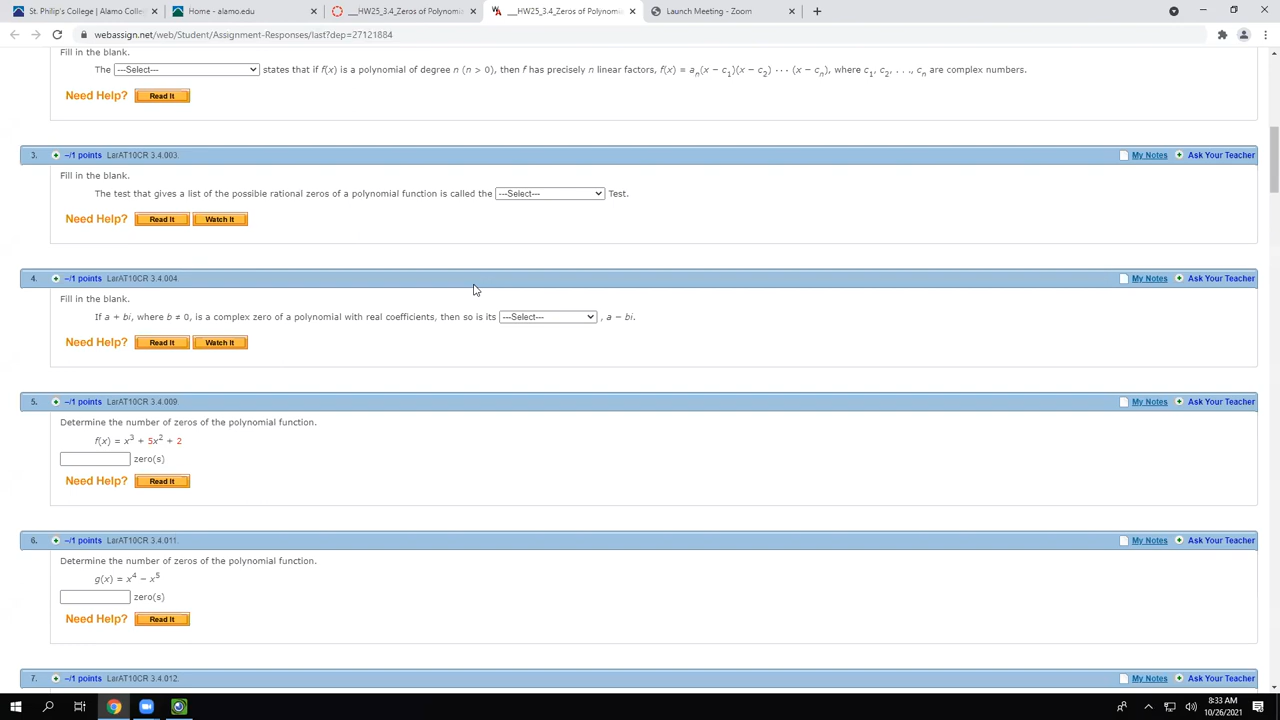 St. Philip's College | Alamo Colle
Home - alamo.edu
___HW25_3.4_Zeros of Polynomia
___HW25_3.4_Zeros of Polynomia
Launch Meeting - Zoom
webassign.net/web/Student/Assignment-Responses/last?dep=27121884
Fill in the blank.
The ---Select--- states that if f(x) is a polynomial of degree n (n > 0), then f has precisely n linear factors, f(x) = aₙ(x − c₁)(x − c₂) ··· (x − cₙ), where c₁, c₂, . . ., cₙ are complex numbers.
Need Help? Read It
3. –/1 points LarAT10CR 3.4.003. My Notes Ask Your Teacher
Fill in the blank.
The test that gives a list of the possible rational zeros of a polynomial function is called the ---Select--- Test.
Need Help? Read It Watch It
4. –/1 points LarAT10CR 3.4.004. My Notes Ask Your Teacher
Fill in the blank.
If a + bi, where b ≠ 0, is a complex zero of a polynomial with real coefficients, then so is its ---Select--- , a − bi.
Need Help? Read It Watch It
5. –/1 points LarAT10CR 3.4.009. My Notes Ask Your Teacher
Determine the number of zeros of the polynomial function.
f(x) = x³ + 5x² + 2
zero(s)
Need Help? Read It
6. –/1 points LarAT10CR 3.4.011. My Notes Ask Your Teacher
Determine the number of zeros of the polynomial function.
g(x) = x⁴ − x⁵
zero(s)
Need Help? Read It
7. –/1 points LarAT10CR 3.4.012. My Notes Ask Your Teacher
8:33 AM
10/26/2021